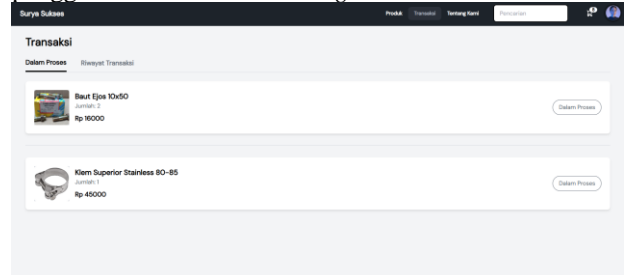 Surya Sukses Produk Transaksi Tentang Kami Pencarian 0
Transaksi
Dalam Proses Riwayat Transaksi
Baut Ejos 10x50
Jumlah: 2
Rp 16000
Dalam Proses
Klem Superior Stainless 80-85
Jumlah: 1
Rp 45000
Dalam Proses